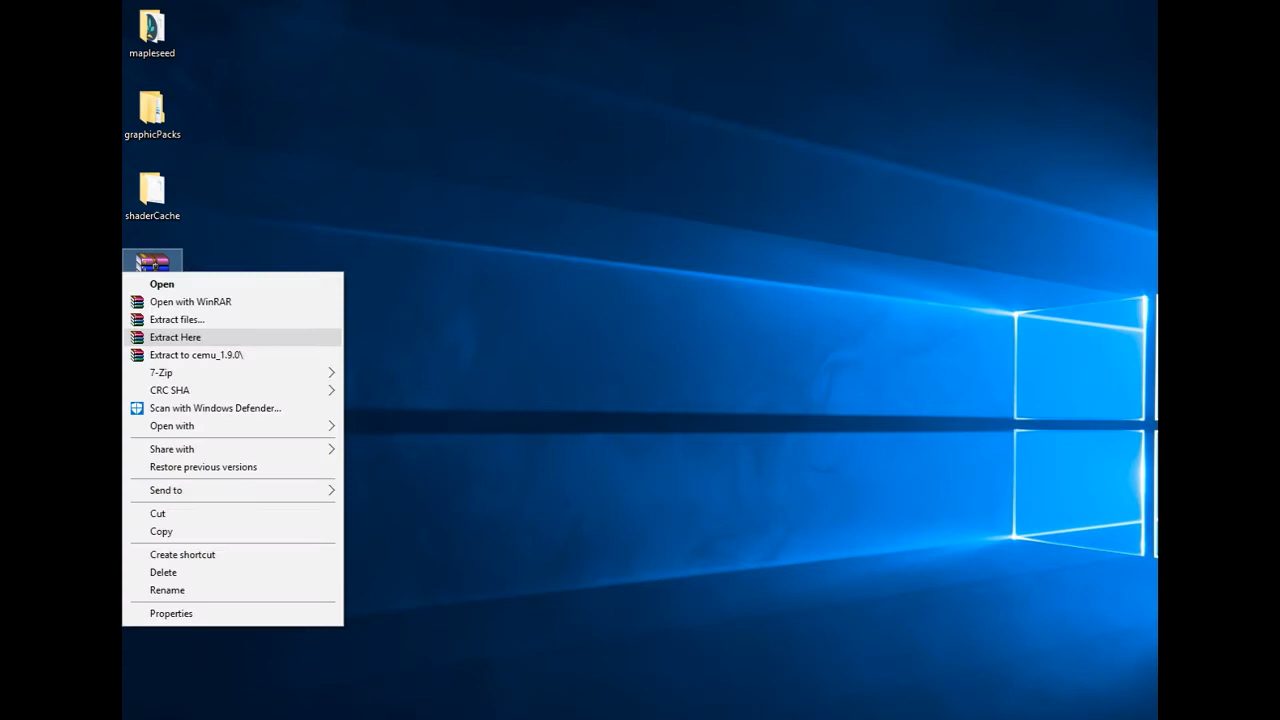 mapleseed
graphicPacks
shaderCache
Open
Open with WinRAR
Extract files...
Extract Here
Extract to cemu_1.9.0\
7-Zip
CRC SHA
Scan with Windows Defender...
Open with
Share with
Restore previous versions
Send to
Cut
Copy
Create shortcut
Delete
Rename
Properties